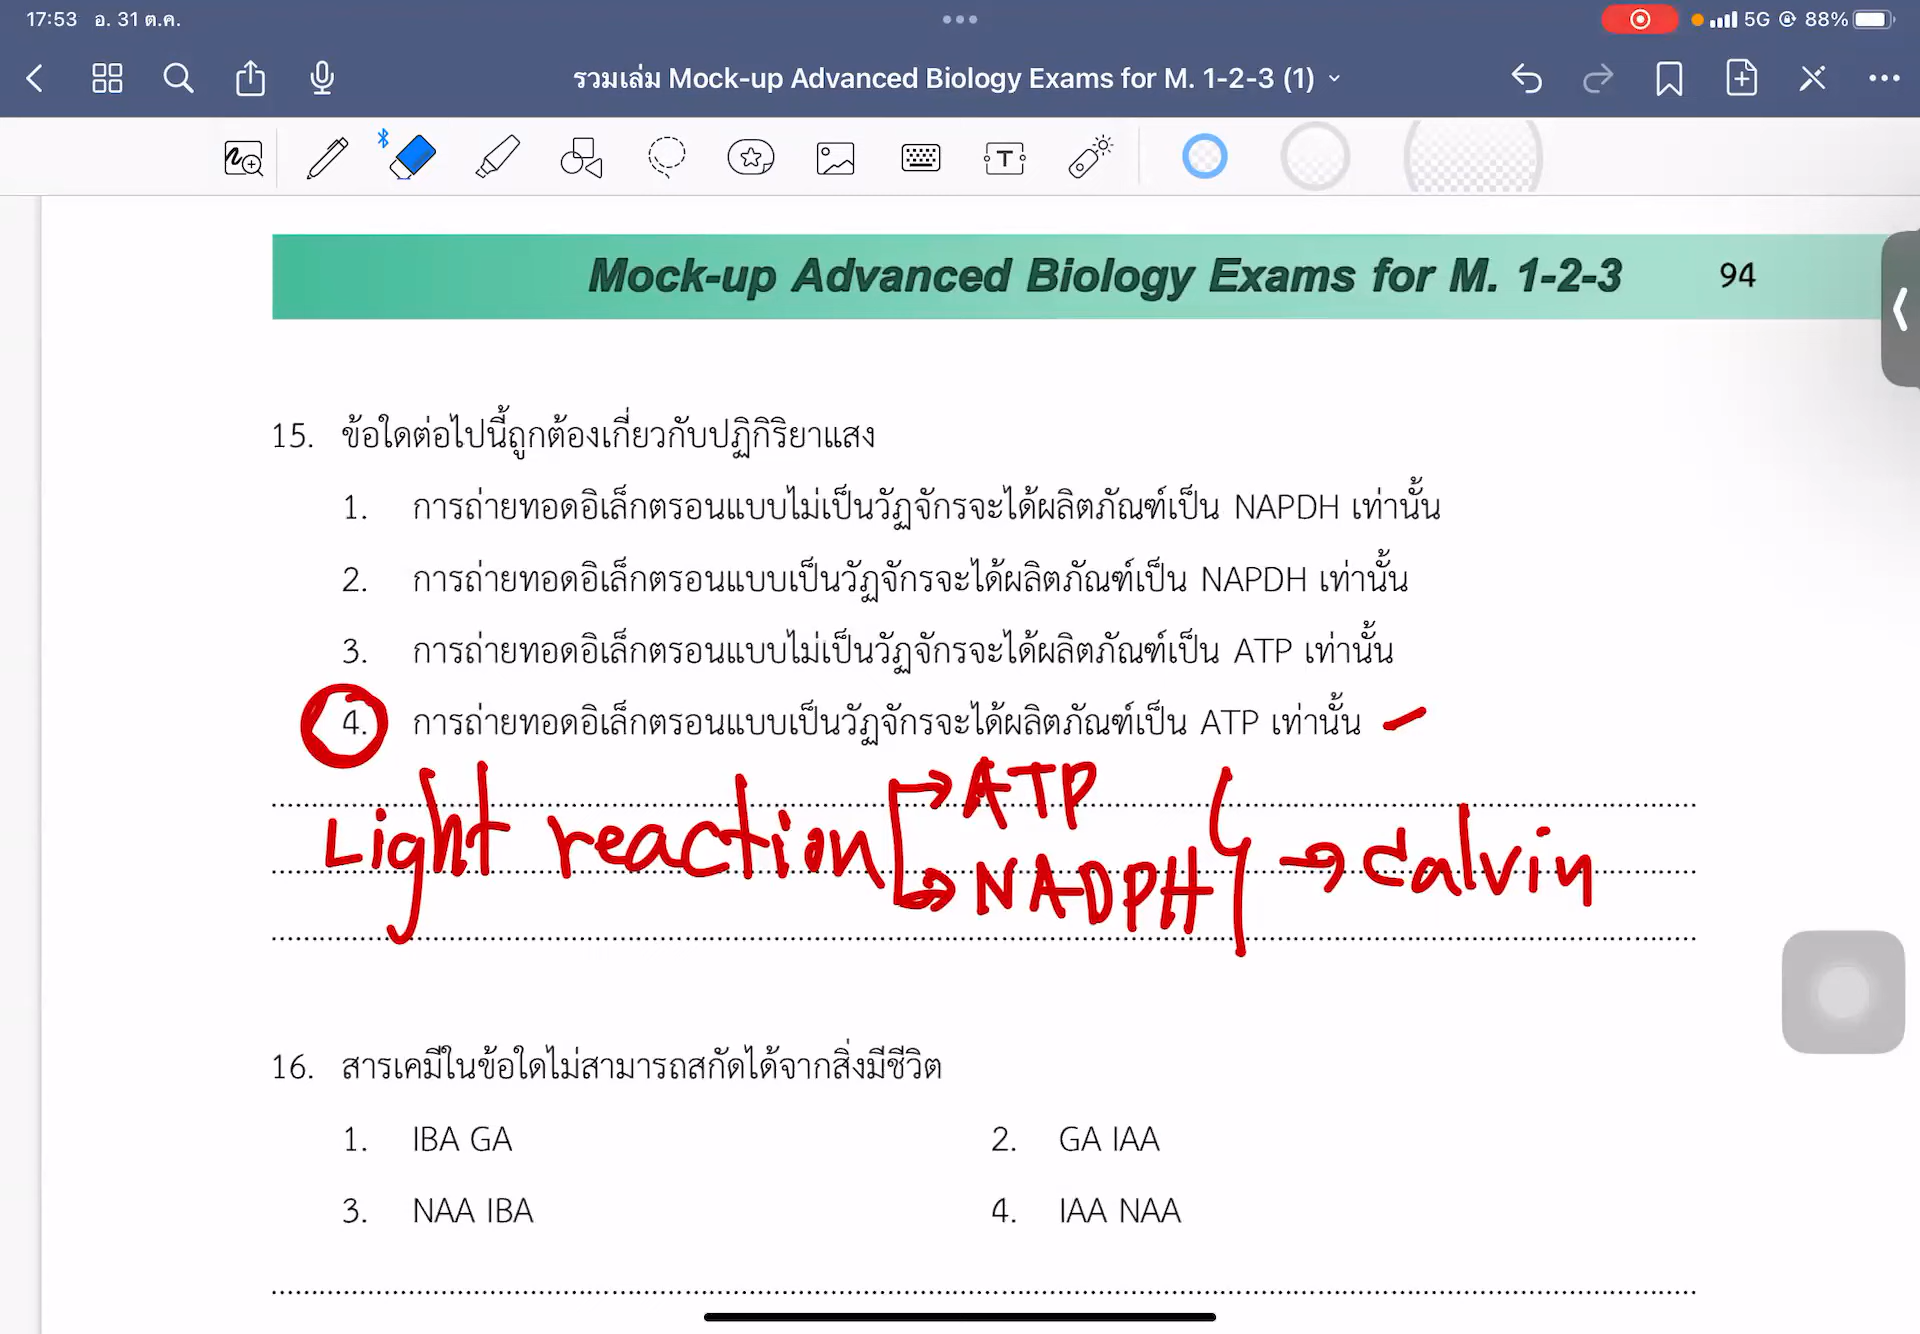 17:53 อ. 31 ต.ค.
5G 88%
รวมเล่ม Mock-up Advanced Biology Exams for M. 1-2-3 (1)
T
Mock-up Advanced Biology Exams for M. 1-2-3 94
15. ข้อใดต่อไปนี้ถูกต้องเกี่ยวกับปฏิกิริยาแสง
1. การถ่ายทอดอิเล็กตรอนแบบไม่เป็นวัฏจักรจะได้ผลิตภัณฑ์เป็น NAPDH เท่านั้น
2. การถ่ายทอดอิเล็กตรอนแบบเป็นวัฏจักรจะได้ผลิตภัณฑ์เป็น NAPDH เท่านั้น
3. การถ่ายทอดอิเล็กตรอนแบบไม่เป็นวัฏจักรจะได้ผลิตภัณฑ์เป็น ATP เท่านั้น
4. การถ่ายทอดอิเล็กตรอนแบบเป็นวัฏจักรจะได้ผลิตภัณฑ์เป็น ATP เท่านั้น
Light reaction → ATP
→ NADPH → calvin
16. สารเคมีในข้อใดไม่สามารถสกัดได้จากสิ่งมีชีวิต
1. IBA GA 2. GA IAA
3. NAA IBA 4. IAA NAA